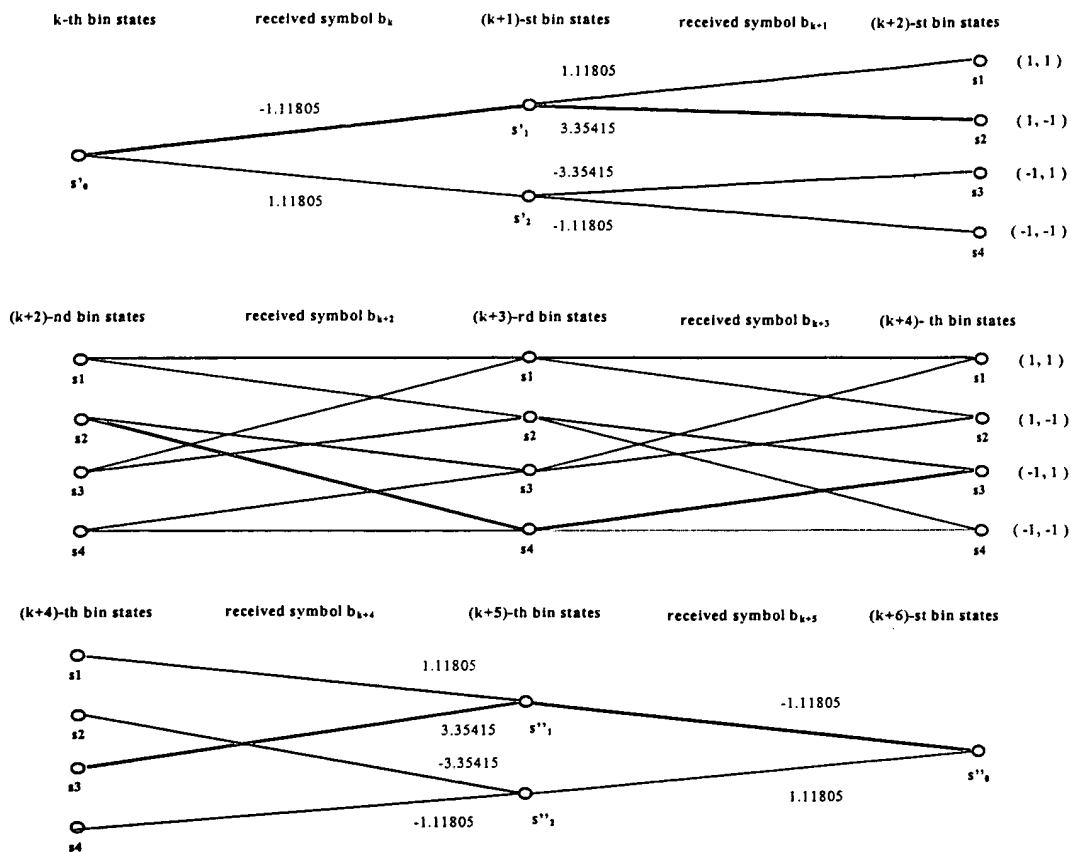 k-th bin states received symbol bₖ (k+1)-st bin states received symbol bₖ₊₁ (k+2)-st bin states
1.11805 s1 (1, 1)
-1.11805 s'₁ 3.35415 s2 (1, -1)
s'₀ -3.35415 s3 (-1, 1)
1.11805 s'₂ -1.11805 s4 (-1, -1)
(k+2)-nd bin states received symbol bₖ₊₂ (k+3)-rd bin states received symbol bₖ₊₃ (k+4)- th bin states
s1 s1 s1 (1, 1)
s2 s2 s2 (1, -1)
s3 s3 s3 (-1, 1)
s4 s4 s4 (-1, -1)
(k+4)-th bin states received symbol bₖ₊₄ (k+5)-th bin states received symbol bₖ₊₅ (k+6)-st bin states
s1 1.11805
-1.11805
s2 3.35415 s''₁
s3 -3.35415 s''₀
1.11805
s4 -1.11805 s''₂